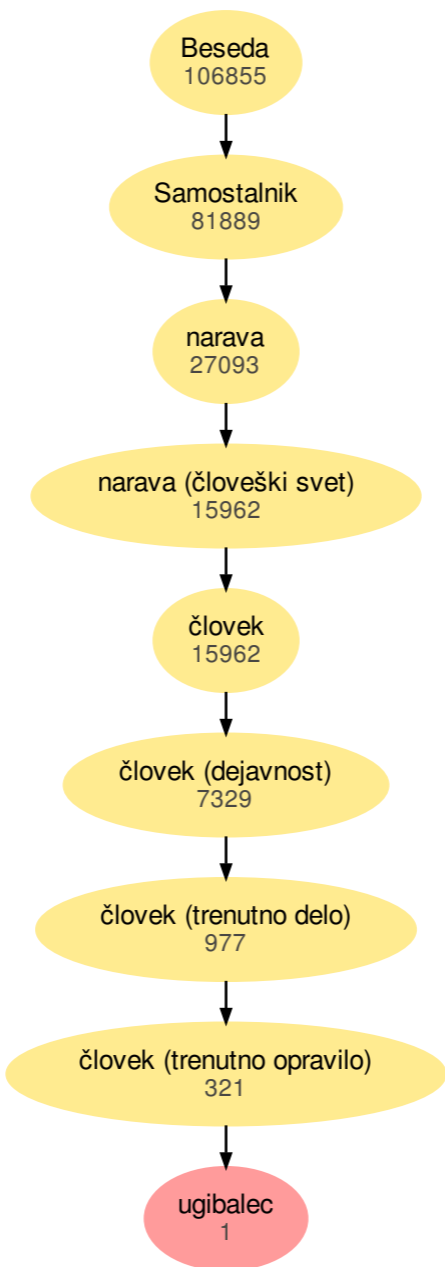 Beseda
106855
Samostalnik
81889
narava
27093
narava (človeški svet)
15962
človek
15962
človek (dejavnost)
7329
človek (trenutno delo)
977
človek (trenutno opravilo)
321
ugibalec
1